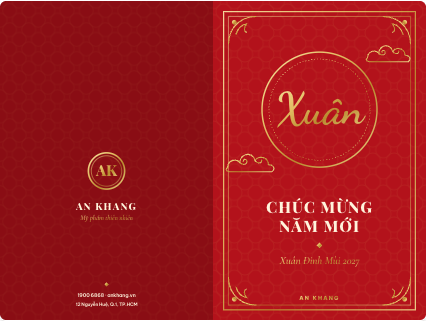 AK
AN KHANG
Mỹ phẩm thiên nhiên
1900 6868 · ankhang.vn
12 Nguyễn Huệ, Q.1, TP. HCM
Xuân
CHÚC MỪNG
NĂM MỚI
Xuân Đinh Mùi 2027
AN KHANG